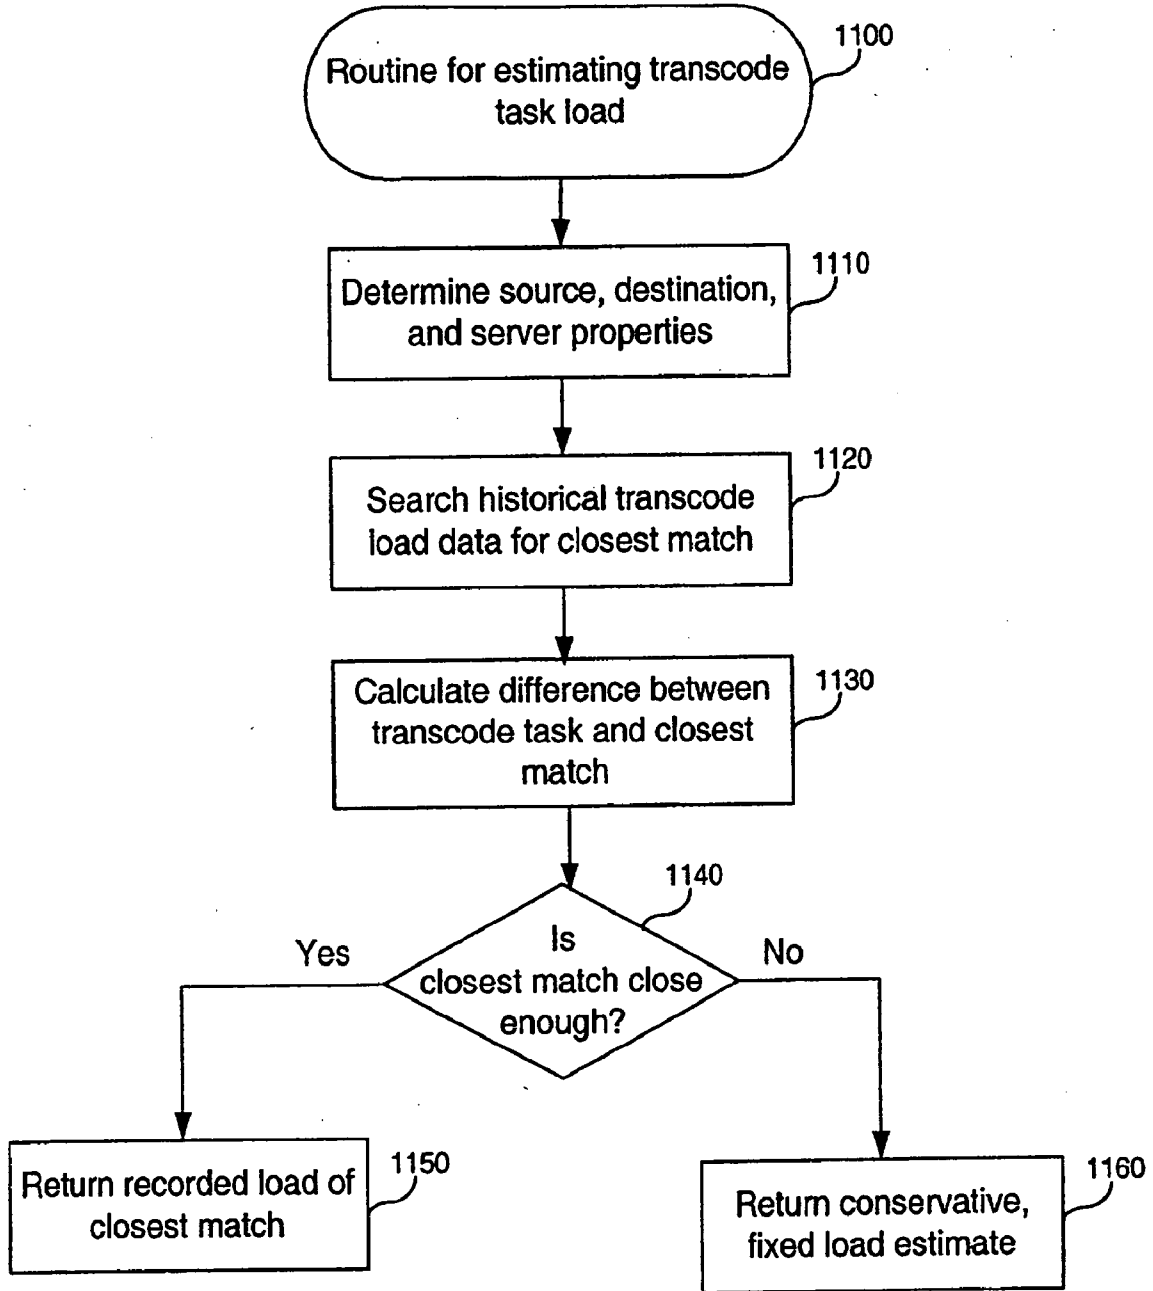 1100
Routine for estimating transcode
task load
1110
Determine source, destination,
and server properties
1120
Search historical transcode
load data for closest match
1130
Calculate difference between
transcode task and closest
match
1140
Is
closest match close
enough?
Yes
No
1150
Return recorded load of
closest match
1160
Return conservative,
fixed load estimate